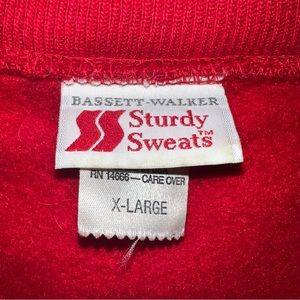 BASSETT-WALKER
Sturdy
Sweats™
RN 14666—CARE OVER
X-LARGE